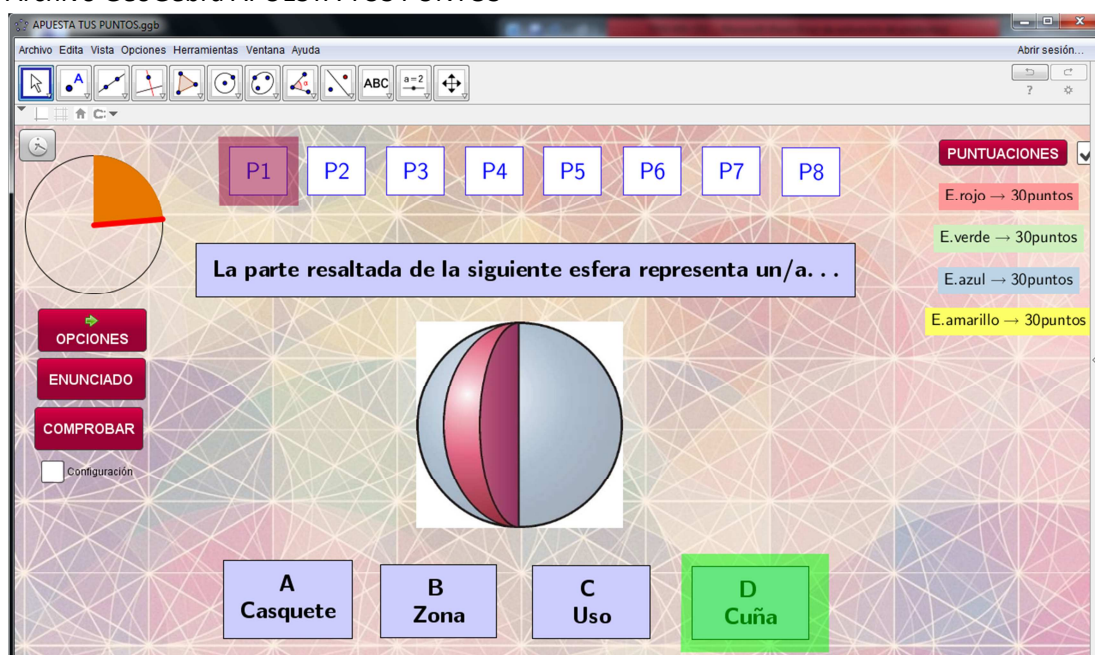 APUESTA TUS PUNTOS.ggb
Archivo Edita Vista Opciones Herramientas Ventana Ayuda
Abrir sesión...
A
α
ABC
a=2
?
P1 P2 P3 P4 P5 P6 P7 P8
PUNTUACIONES
E.rojo → 30puntos
E.verde → 30puntos
E.azul → 30puntos
E.amarillo → 30puntos
La parte resaltada de la siguiente esfera representa un/a...
OPCIONES
ENUNCIADO
COMPROBAR
Configuración
A
Casquete
B
Zona
C
Uso
D
Cuña